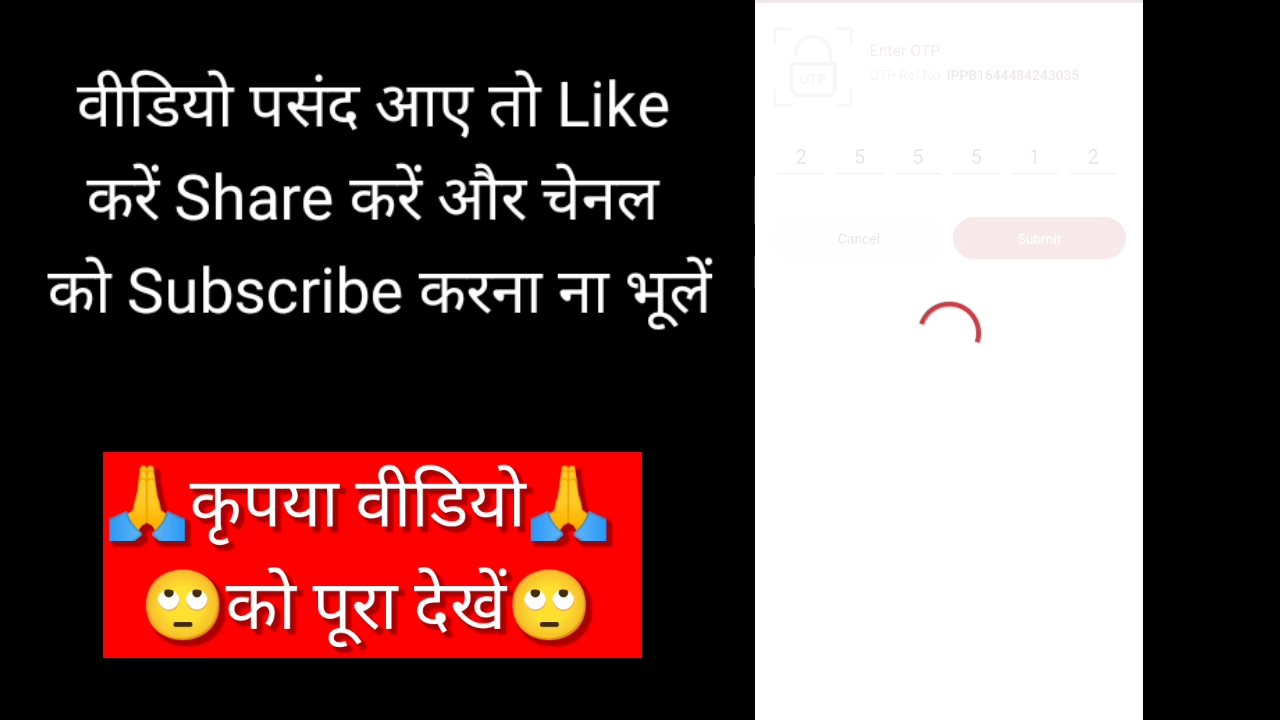 वीडियो पसंद आए तो Like
करें Share करें और चेनल
को Subscribe करना ना भूलें
🙏कृपया वीडियो🙏
🙄को पूरा देखें🙄
Enter OTP
OTP Ref No. IPPB1644484243035
OTP
2 5 5 5 1 2
Cancel Submit